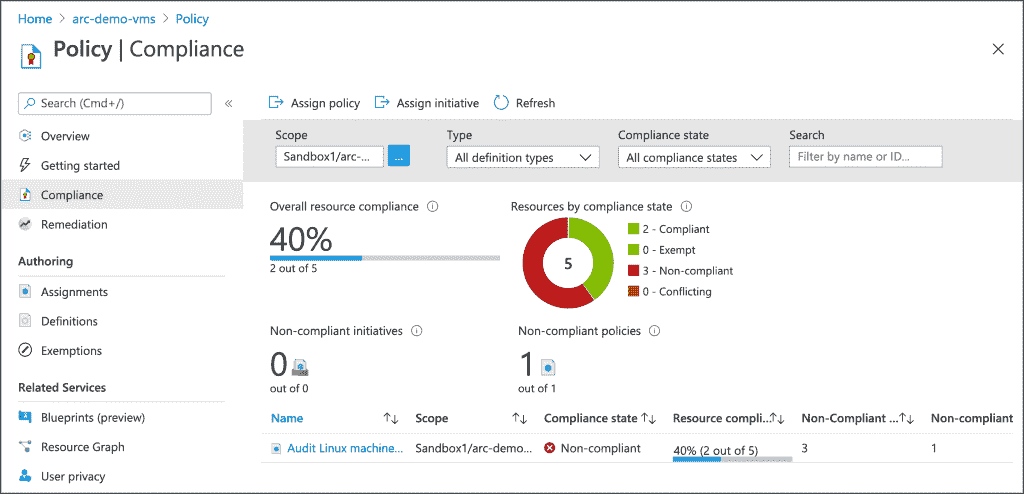 Home > arc-demo-vms > Policy
Policy | Compliance
Search (Cmd+/)
«
Overview
Getting started
Compliance
Remediation
Authoring
Assignments
Definitions
Exemptions
Related Services
Blueprints (preview)
Resource Graph
User privacy
Assign policy
Assign initiative
Refresh
Scope
Sandbox1/arc-...
...
Type
All definition types
Compliance state
All compliance states
Search
Filter by name or ID...
Overall resource compliance
40%
2 out of 5
Resources by compliance state
5
2 - Compliant
0 - Exempt
3 - Non-compliant
0 - Conflicting
Non-compliant initiatives
0
out of 0
Non-compliant policies
1
out of 1
Name Scope Compliance state Resource compli... Non-Compliant ... Non-compliant
Audit Linux machine... Sandbox1/arc-demo... Non-compliant 40% (2 out of 5) 3 1